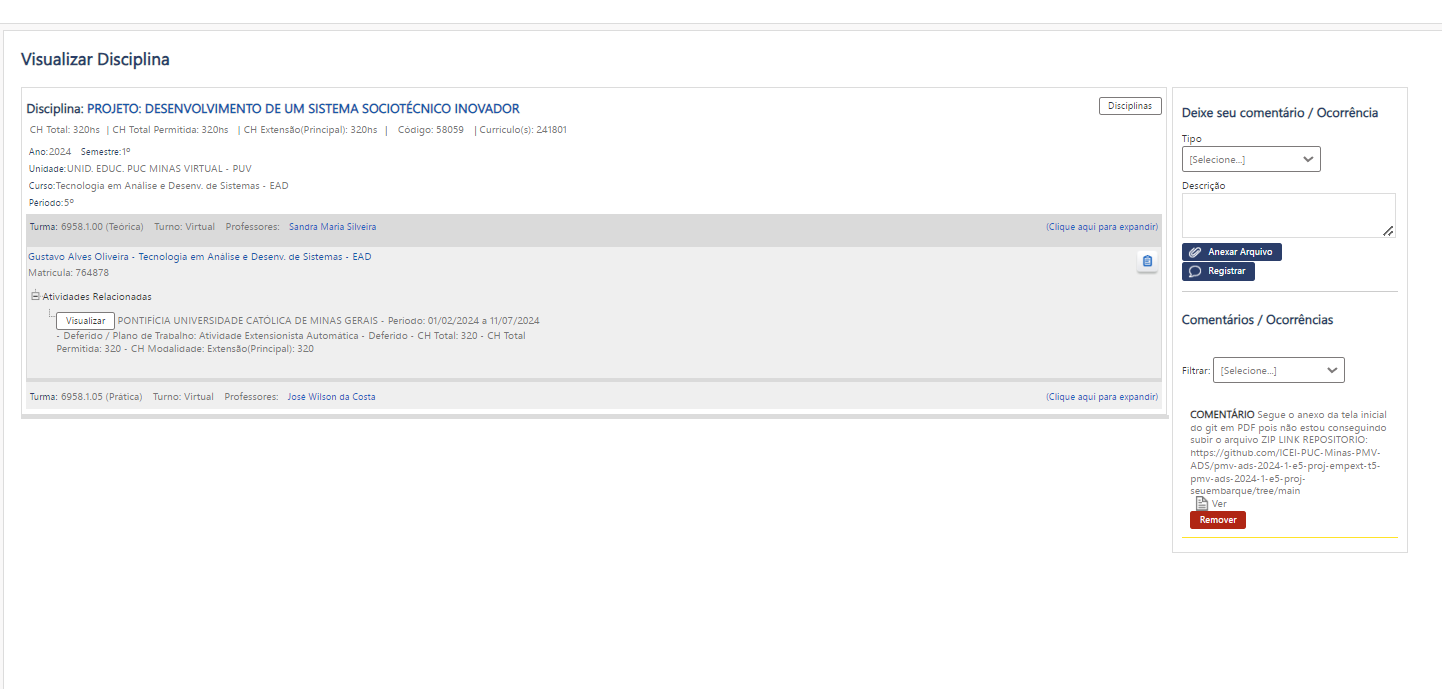 Visualizar Disciplina
Disciplina: PROJETO: DESENVOLVIMENTO DE UM SISTEMA SOCIOTÉCNICO INOVADOR
Disciplinas
CH Total: 320hs | CH Total Permitida: 320hs | CH Extensão(Principal): 320hs | Código: 58059 | Curriculo(s): 241801
Ano:2024 Semestre:1º
Unidade:UNID. EDUC. PUC MINAS VIRTUAL - PUV
Curso:Tecnologia em Análise e Desenv. de Sistemas - EAD
Período:5º
Turma: 6958.1.00 (Teórica) Turno: Virtual Professores: Sandra Maria Silveira (Clique aqui para expandir)
Gustavo Alves Oliveira - Tecnologia em Análise e Desenv. de Sistemas - EAD
Matricula: 764878
Atividades Relacionadas
Visualizar PONTIFÍCIA UNIVERSIDADE CATÓLICA DE MINAS GERAIS - Período: 01/02/2024 a 11/07/2024
- Deferido / Plano de Trabalho: Atividade Extensionista Automática - Deferido - CH Total: 320 - CH Total
Permitida: 320 - CH Modalidade: Extensão(Principal): 320
Turma: 6958.1.05 (Prática) Turno: Virtual Professores: José Wilson da Costa (Clique aqui para expandir)
Deixe seu comentário / Ocorrência
Tipo
[Selecione...]
Descrição
Anexar Arquivo
Registrar
Comentários / Ocorrências
Filtrar: [Selecione...]
COMENTÁRIO Segue o anexo da tela inicial
do git em PDF pois não estou conseguindo
subir o arquivo ZIP LINK REPOSITORIO:
https://github.com/ICEI-PUC-Minas-PMV-
ADS/pmv-ads-2024-1-e5-proj-empext-t5-
pmv-ads-2024-1-e5-proj-
seuembarque/tree/main
Ver
Remover